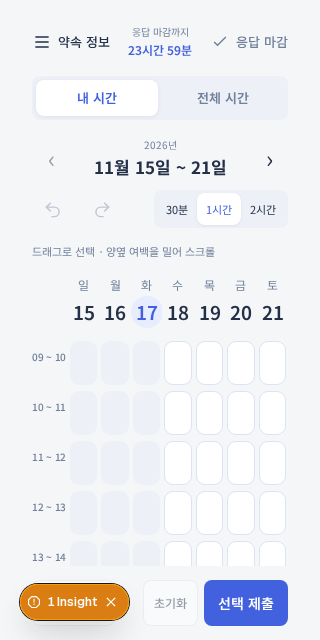 약속 정보
응답 마감까지
23시간 59분
응답 마감
내 시간
전체 시간
2026년
11월 15일 ~ 21일
30분
1시간
2시간
드래그로 선택 · 양옆 여백을 밀어 스크롤
일 월 화 수 목 금 토
15 16 17 18 19 20 21
09 ~ 10
10 ~ 11
11 ~ 12
12 ~ 13
13 ~ 14
1 Insight
초기화
선택 제출